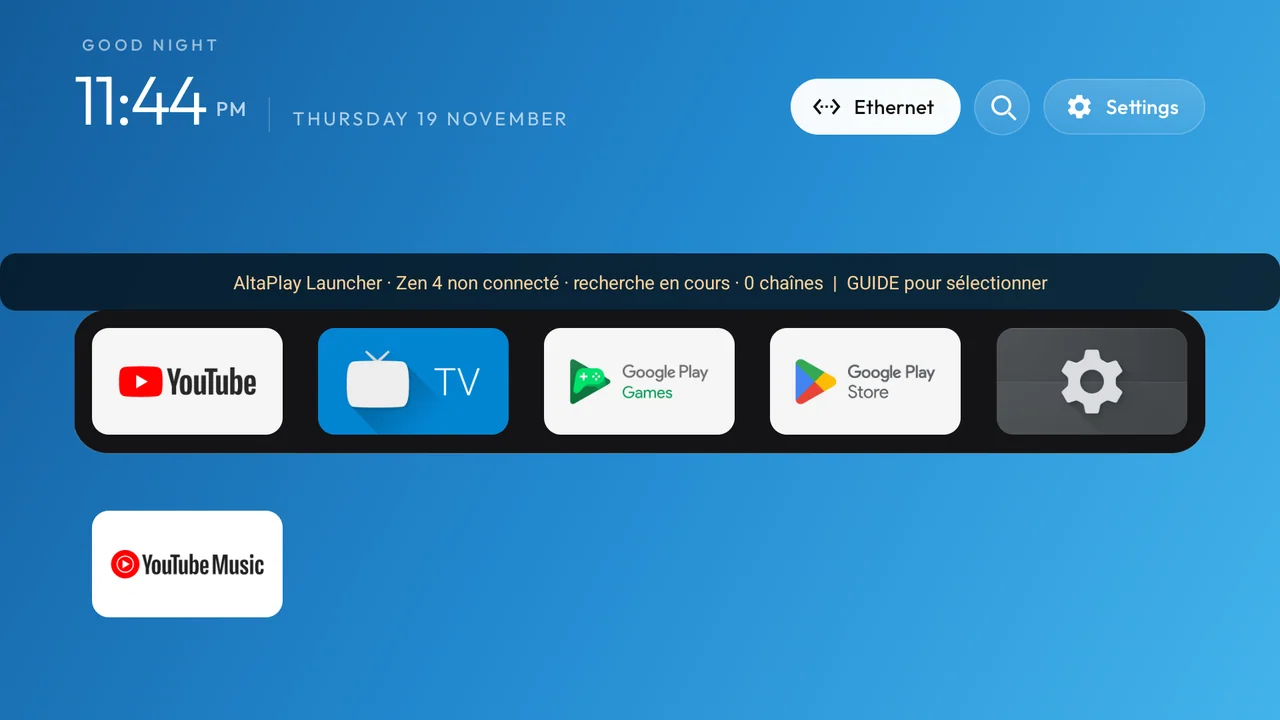 GOOD NIGHT
11:44 PM
THURSDAY 19 NOVEMBER
Ethernet
Settings
AltaPlay Launcher · Zen 4 non connecté · recherche en cours · 0 chaînes | GUIDE pour sélectionner
YouTube
TV
Google Play
Games
Google Play
Store
YouTube Music